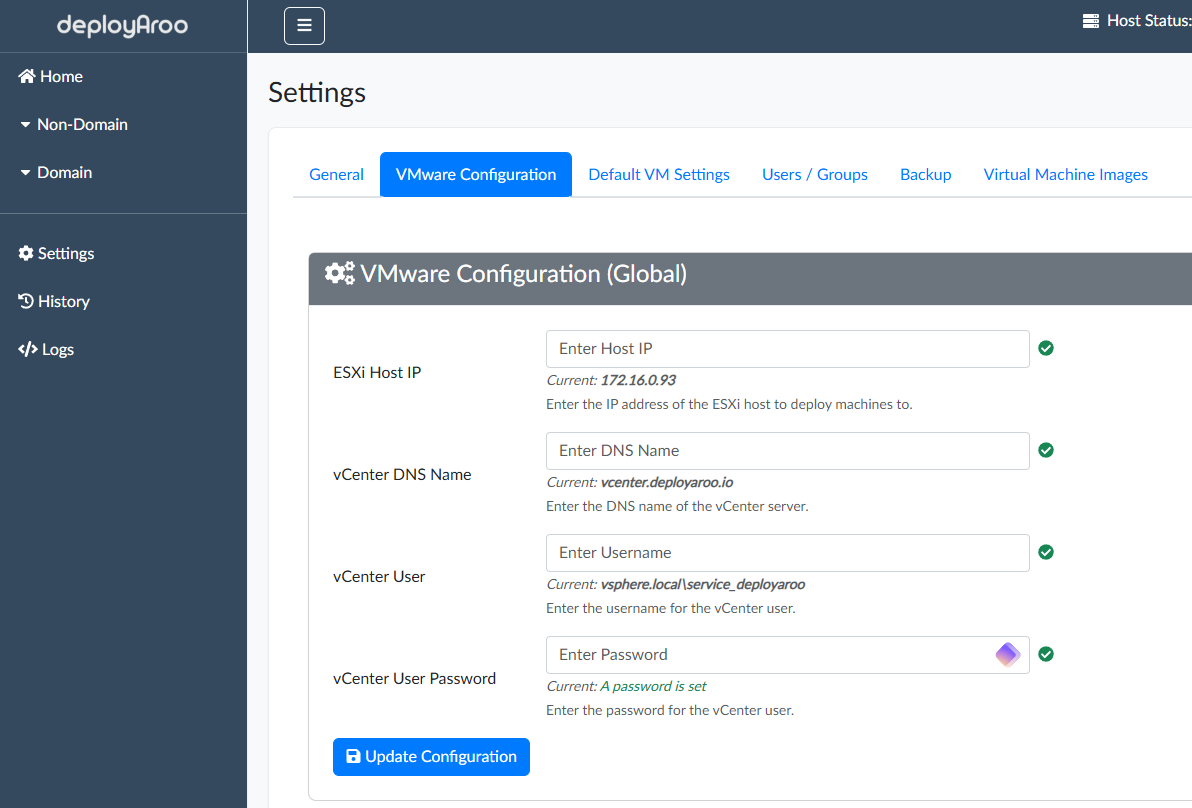 deployAroo
Host Status:
Home
Non-Domain
Domain
Settings
History
Logs
Settings
General VMware Configuration Default VM Settings Users / Groups Backup Virtual Machine Images
VMware Configuration (Global)
ESXi Host IP
Enter Host IP
Current: 172.16.0.93
Enter the IP address of the ESXi host to deploy machines to.
vCenter DNS Name
Enter DNS Name
Current: vcenter.deployaroo.io
Enter the DNS name of the vCenter server.
vCenter User
Enter Username
Current: vsphere.local\service_deployaroo
Enter the username for the vCenter user.
vCenter User Password
Enter Password
Current: A password is set
Enter the password for the vCenter user.
Update Configuration